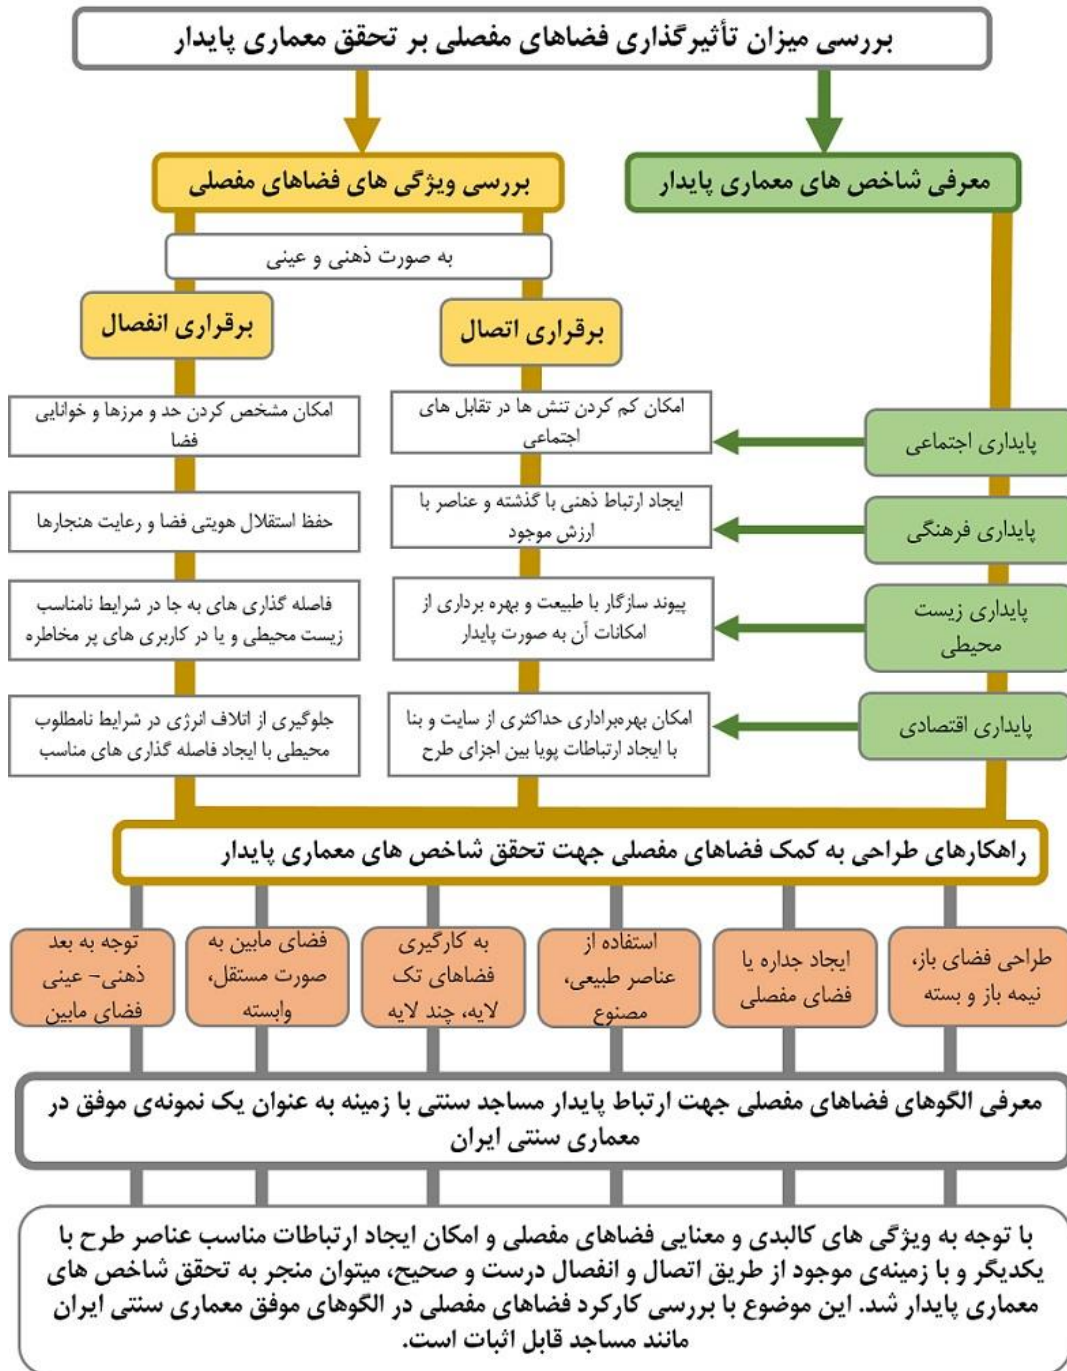 بررسی میزان تأثیرگذاری فضاهای مفصلی بر تحقق معماری پایدار
معرفی شاخص های معماری پایدار
بررسی ویژگی های فضاهای مفصلی
به صورت ذهنی و عینی
برقراری اتصال
برقراری انفصال
پایداری اجتماعی
امکان کم کردن تنش ها در تقابل های
اجتماعی
امکان مشخص کردن حد و مرزها و خوانایی
فضا
پایداری فرهنگی
ایجاد ارتباط ذهنی با گذشته و عناصر با
ارزش موجود
حفظ استقلال هویتی فضا و رعایت هنجارها
پایداری زیست
محیطی
پیوند سازگار با طبیعت و بهره برداری از
امکانات آن به صورت پایدار
فاصله گذاری های به جا در شرایط نامناسب
زیست محیطی و یا در کاربری های پر مخاطره
پایداری اقتصادی
امکان بهره‌براداری حداکثری از سایت و بنا
با ایجاد ارتباطات پویا بین اجزای طرح
جلوگیری از اتلاف انرژی در شرایط نامطلوب
محیطی با ایجاد فاصله گذاری های مناسب
راهکارهای طراحی به کمک فضاهای مفصلی جهت تحقق شاخص های معماری پایدار
طراحی فضای باز،
نیمه باز و بسته
ایجاد جداره یا
فضای مفصلی
استفاده از
عناصر طبیعی،
مصنوع
به کارگیری
فضاهای تک
لایه، چند لایه
فضای مابین به
صورت مستقل،
وابسته
توجه به بعد
ذهنی- عینی
فضای مابین
معرفی الگوهای فضاهای مفصلی جهت ارتباط پایدار مساجد سنتی با زمینه به عنوان یک نمونه‌ی موفق در
معماری سنتی ایران
با توجه به ویژگی های کالبدی و معنایی فضاهای مفصلی و امکان ایجاد ارتباطات مناسب عناصر طرح با
یکدیگر و با زمینه‌ی موجود از طریق اتصال و انفصال درست و صحیح، میتوان منجر به تحقق شاخص های
معماری پایدار شد. این موضوع با بررسی کارکرد فضاهای مفصلی در الگوهای موفق معماری سنتی ایران
مانند مساجد قابل اثبات است.